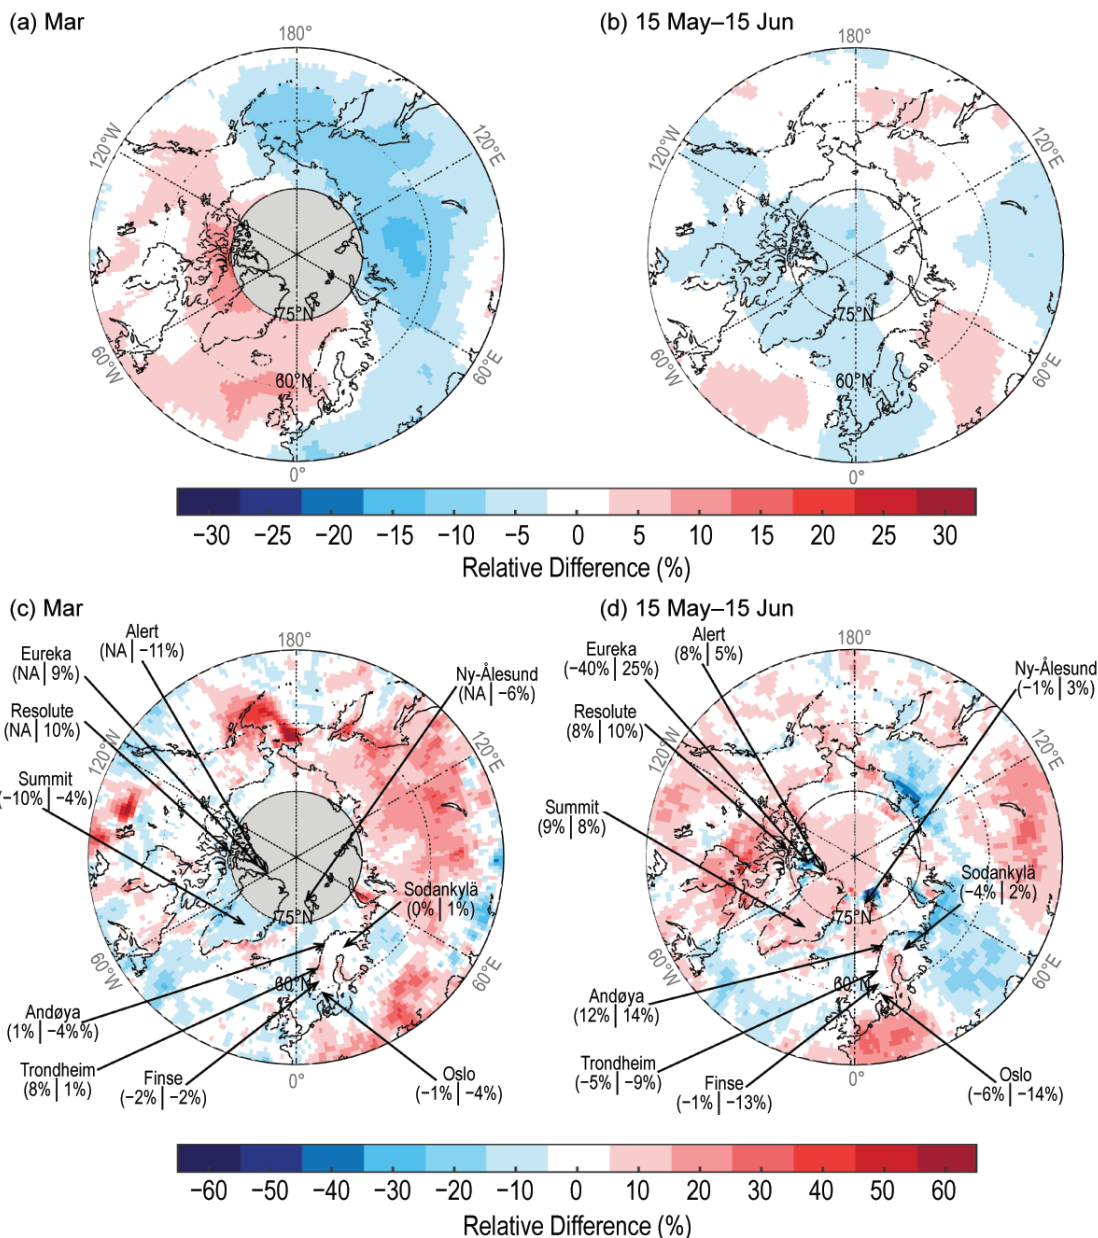 (a) Mar
(b) 15 May–15 Jun
180°
180°
120°W
120°E
120°W
120°E
75°N
75°N
60°N
60°N
60°W
60°E
60°W
60°E
0°
0°
−30 −25 −20 −15 −10 −5 0 5 10 15 20 25 30
Relative Difference (%)
(c) Mar
(d) 15 May–15 Jun
Alert
(NA | −11%)
180°
Eureka
(NA | 9%)
Ny-Ålesund
(NA | −6%)
Resolute
(NA | 10%)
120°W
120°E
Summit
(−10% | −4%)
Sodankylä
(0% | 1%)
75°N
60°N
60°W
60°E
Andøya
(1% | −4%%)
Trondheim
(8% | 1%)
Finse
(−2% | −2%)
0°
Oslo
(−1% | −4%)
Alert
(8% | 5%)
180°
Eureka
(−40% | 25%)
Ny-Ålesund
(−1% | 3%)
Resolute
(8% | 10%)
120°W
120°E
Summit
(9% | 8%)
Sodankylä
(−4% | 2%)
75°N
60°N
60°W
60°E
Andøya
(12% | 14%)
Trondheim
(−5% | −9%)
Finse
(−1% | −13%)
0°
Oslo
(−6% | −14%)
−60 −50 −40 −30 −20 −10 0 10 20 30 40 50 60
Relative Difference (%)